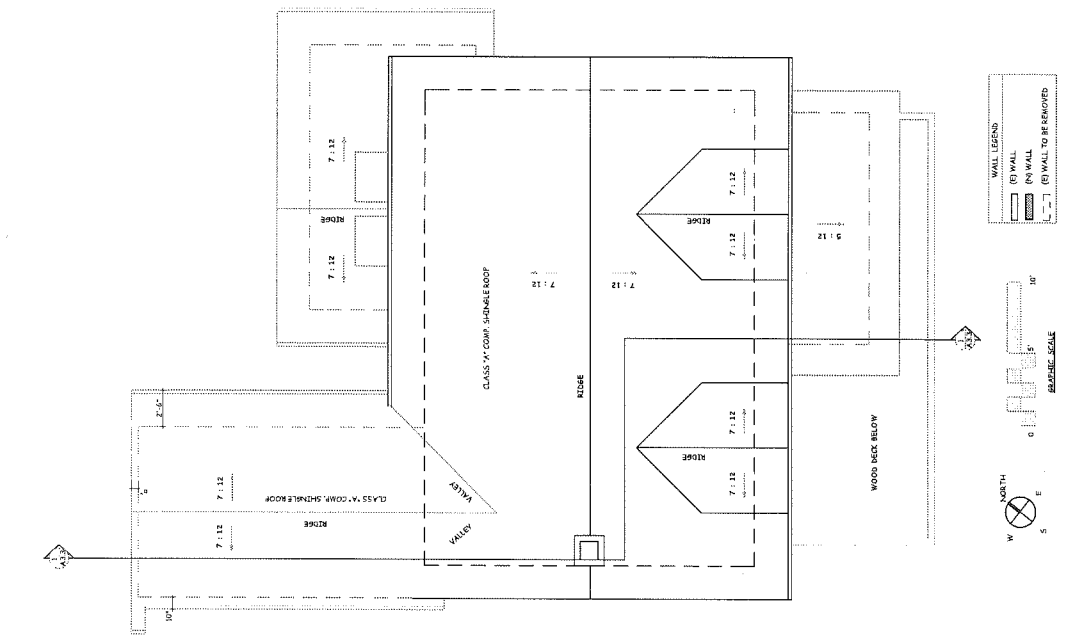 7 : 12
RIDGE
7 : 12
2'-6"
CLASS "A" COMP. SHINGLE ROOF
7 : 12
RIDGE
7 : 12
VALLEY
VALLEY
10"
A3.3
CLASS "A" COMP. SHINGLE ROOF
7 : 12
7 : 12
RIDGE
7 : 12
RIDGE
7 : 12
7 : 12
RIDGE
7 : 12
5 : 12
WOOD DECK BELOW
A3.3
WALL LEGEND
(E) WALL
(N) WALL
(E) WALL TO BE REMOVED
0
5'
10'
GRAPHIC SCALE
NORTH
W
E
S